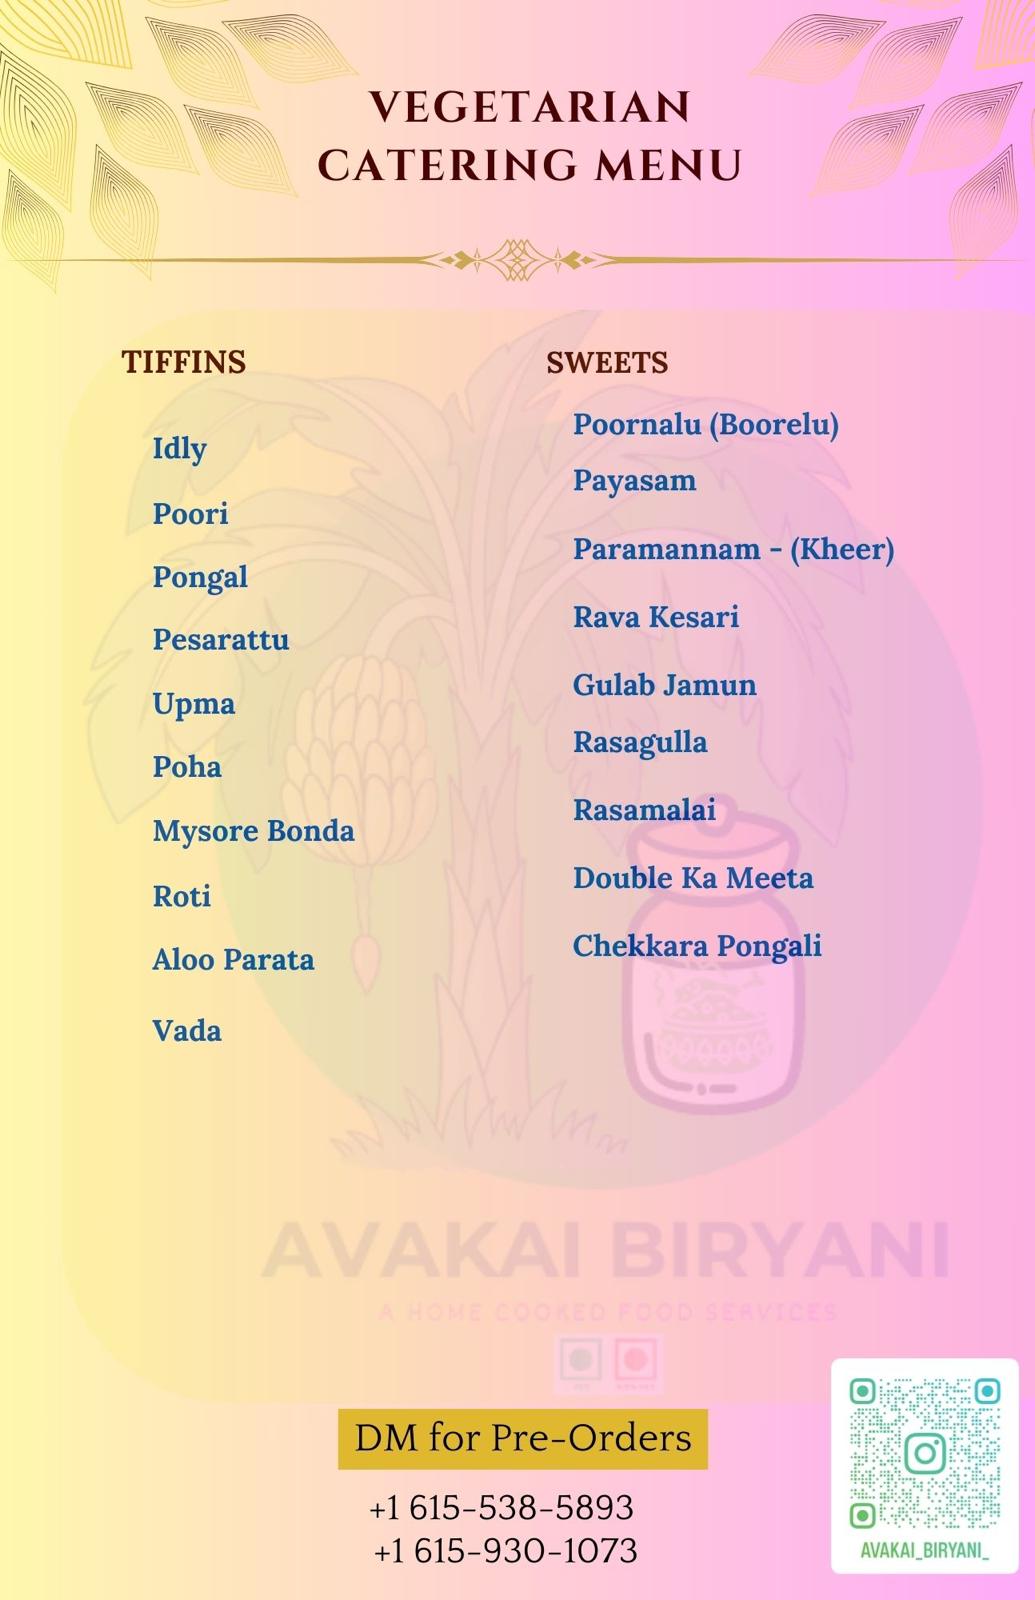 VEGETARIAN
CATERING MENU
TIFFINS
Idly
Poori
Pongal
Pesarattu
Upma
Poha
Mysore Bonda
Roti
Aloo Parata
Vada
SWEETS
Poornalu (Boorelu)
Payasam
Paramannam - (Kheer)
Rava Kesari
Gulab Jamun
Rasagulla
Rasamalai
Double Ka Meeta
Chekkara Pongali
AVAKAI BIRYANI
A HOME COOKED FOOD SERVICES
DM for Pre-Orders
+1 615-538-5893
+1 615-930-1073
AVAKAI_BIRYANI_